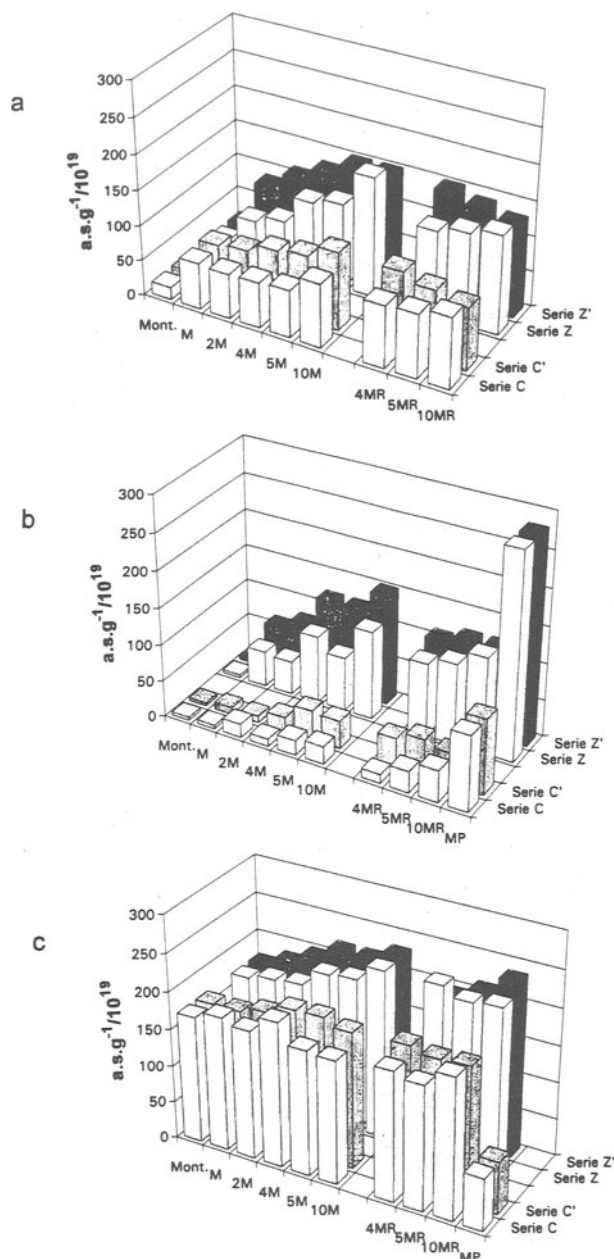 a
a.s.g⁻¹/10¹⁹
300
250
200
150
100
50
0
Mont.
M
2M
4M
5M
10M
4MR
5MR
10MR
Serie Z'
Serie Z
Serie C'
Serie C
b
a.s.g⁻¹/10¹⁹
300
250
200
150
100
50
0
Mont.
M
2M
4M
5M
10M
4MR
5MR
10MR
MP
Serie Z'
Serie Z
Serie C'
Serie C
c
a.s.g⁻¹/10¹⁹
300
250
200
150
100
50
0
Mont.
M
2M
4M
5M
10M
4MR
5MR
10MR
MP
Serie Z'
Serie Z
Serie C'
Serie C